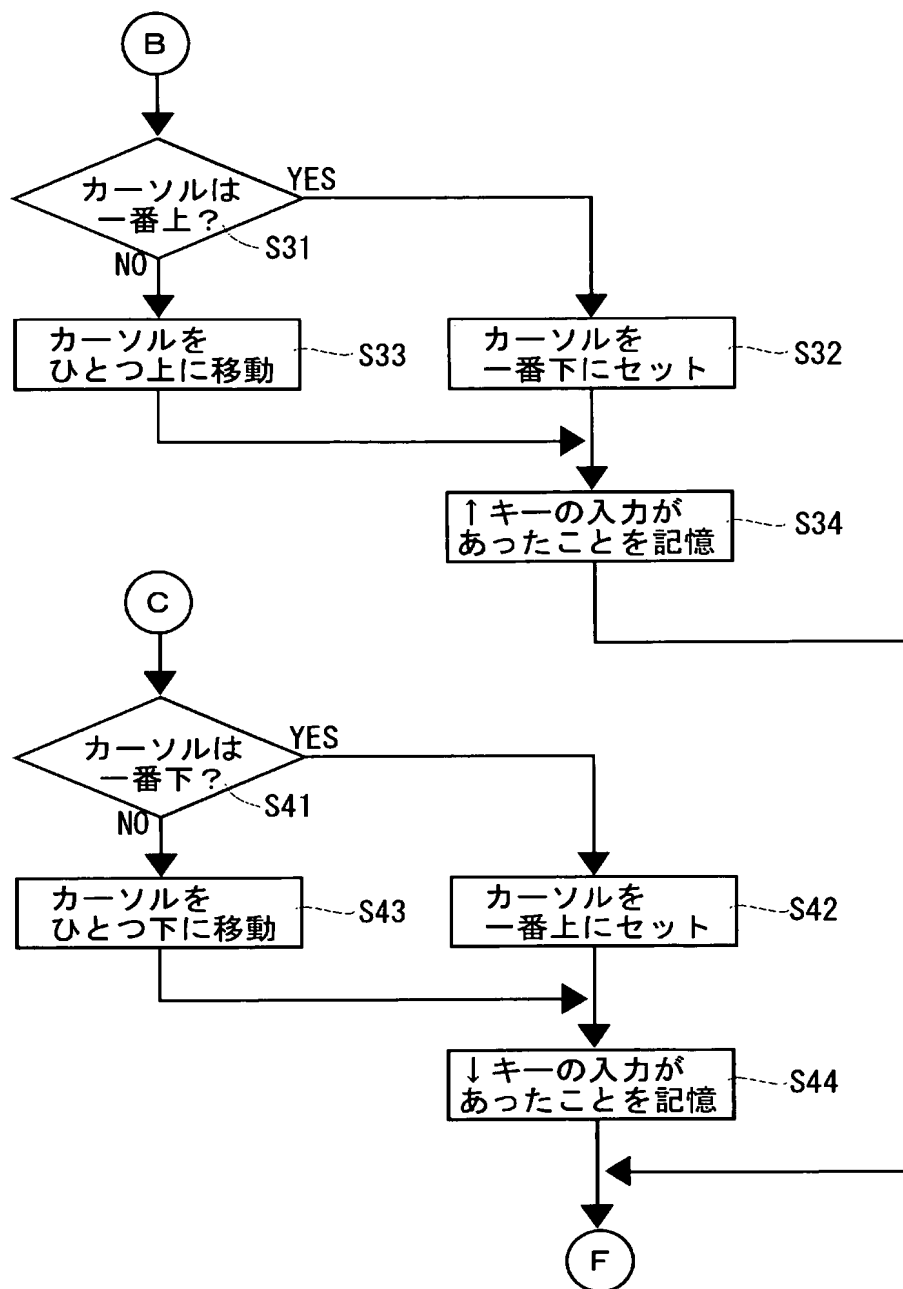 B
カーソルは
一番上?
YES
S31
NO
カーソルを
ひとつ上に移動
S33
カーソルを
一番下にセット
S32
↑キーの入力が
あったことを記憶
S34
C
カーソルは
一番下?
YES
S41
NO
カーソルを
ひとつ下に移動
S43
カーソルを
一番上にセット
S42
↓キーの入力が
あったことを記憶
S44
F